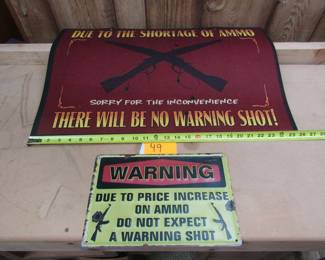 DUE TO THE SHORTAGE OF AMMO
SORRY FOR THE INCONVENIENCE
THERE WILL BE NO WARNING SHOT!
49
WARNING
DUE TO PRICE INCREASE
ON AMMO
DO NOT EXPECT
A WARNING SHOT